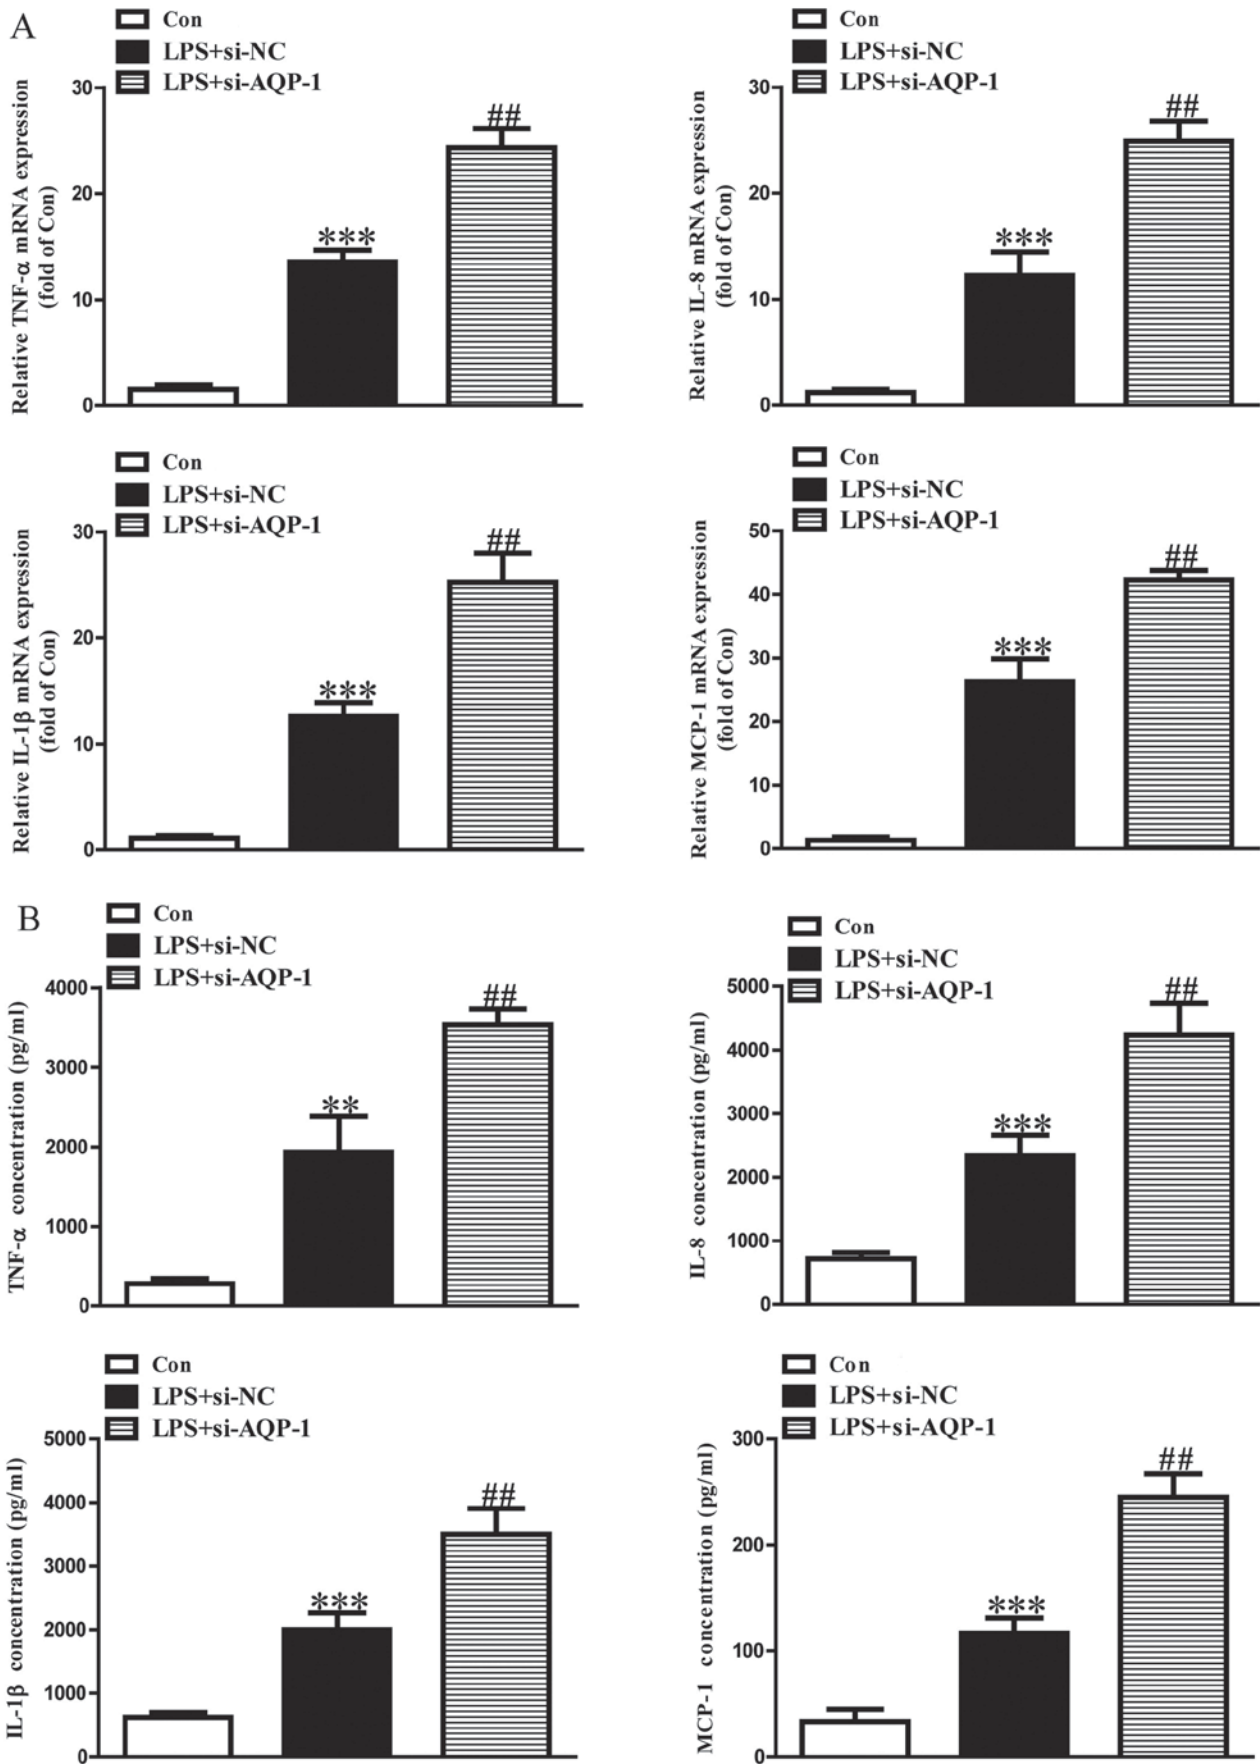 A
Con
LPS+si-NC
LPS+si-AQP-1
Relative TNF-α mRNA expression
(fold of Con)
30
20
10
0
***
##
Con
LPS+si-NC
LPS+si-AQP-1
Relative IL-8 mRNA expression
(fold of Con)
30
20
10
0
***
##
Con
LPS+si-NC
LPS+si-AQP-1
Relative IL-1β mRNA expression
(fold of Con)
30
20
10
0
***
##
Con
LPS+si-NC
LPS+si-AQP-1
Relative MCP-1 mRNA expression
(fold of Con)
50
40
30
20
10
0
***
##
B
Con
LPS+si-NC
LPS+si-AQP-1
TNF-α concentration (pg/ml)
4000
3000
2000
1000
0
**
##
Con
LPS+si-NC
LPS+si-AQP-1
IL-8 concentration (pg/ml)
5000
4000
3000
2000
1000
0
***
##
Con
LPS+si-NC
LPS+si-AQP-1
IL-1β concentration (pg/ml)
5000
4000
3000
2000
1000
0
***
##
Con
LPS+si-NC
LPS+si-AQP-1
MCP-1 concentration (pg/ml)
300
200
100
0
***
##